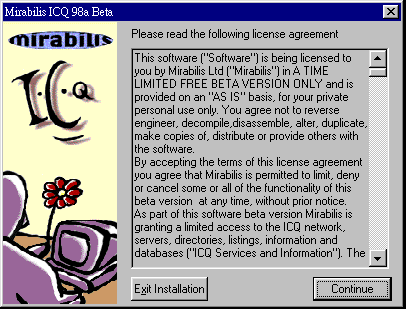 Mirabilis ICQ 98a Beta
mirabilis
I·C·Q
Please read the following license agreement
This software ("Software") is being licensed to
you by Mirabilis Ltd ("Mirabilis") in A TIME
LIMITED FREE BETA VERSION ONLY and is
provided on an "AS IS" basis, for your private
personal use only. You agree not to reverse
engineer, decompile,disassemble, alter, duplicate,
make copies of, distribute or provide others with
the software.
By accepting the terms of this license agreement
you agree that Mirabilis is permitted to limit, deny
or cancel some or all of the functionality of this
beta version  at any time, without prior notice.
As part of this software beta version Mirabilis is
granting a limited access to the ICQ network,
servers, directories, listings, information and
databases ("ICQ Services and Information"). The
Exit Installation
Continue